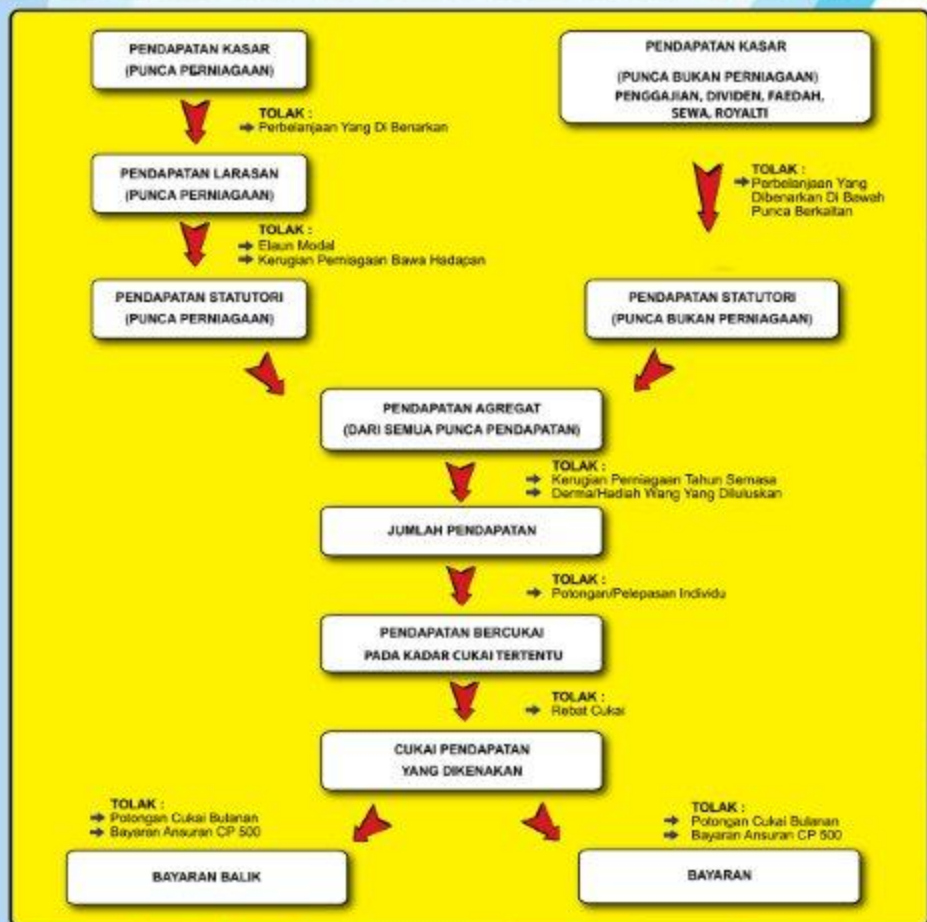 PENDAPATAN KASAR
(PUNCA PERNIAGAAN)
TOLAK :
Perbelanjaan Yang Di Benarkan
PENDAPATAN LARASAN
(PUNCA PERNIAGAAN)
TOLAK :
Elaun Modal
Kerugian Perniagaan Bawa Hadapan
PENDAPATAN STATUTORI
(PUNCA PERNIAGAAN)
PENDAPATAN KASAR
(PUNCA BUKAN PERNIAGAAN)
PENGGAJIAN, DIVIDEN, FAEDAH,
SEWA, ROYALTI
TOLAK :
Perbelanjaan Yang
Dibenarkan Di Bawah
Punca Berkaitan
PENDAPATAN STATUTORI
(PUNCA BUKAN PERNIAGAAN)
PENDAPATAN AGREGAT
(DARI SEMUA PUNCA PENDAPATAN)
TOLAK :
Kerugian Perniagaan Tahun Semasa
Derma/Hadiah Wang Yang Diluluskan
JUMLAH PENDAPATAN
TOLAK :
Potongan/Pelepasan Individu
PENDAPATAN BERCUKAI
PADA KADAR CUKAI TERTENTU
TOLAK :
Rebat Cukai
CUKAI PENDAPATAN
YANG DIKENAKAN
TOLAK :
Potongan Cukai Bulanan
Bayaran Ansuran CP 500
BAYARAN BALIK
TOLAK :
Potongan Cukai Bulanan
Bayaran Ansuran CP 500
BAYARAN